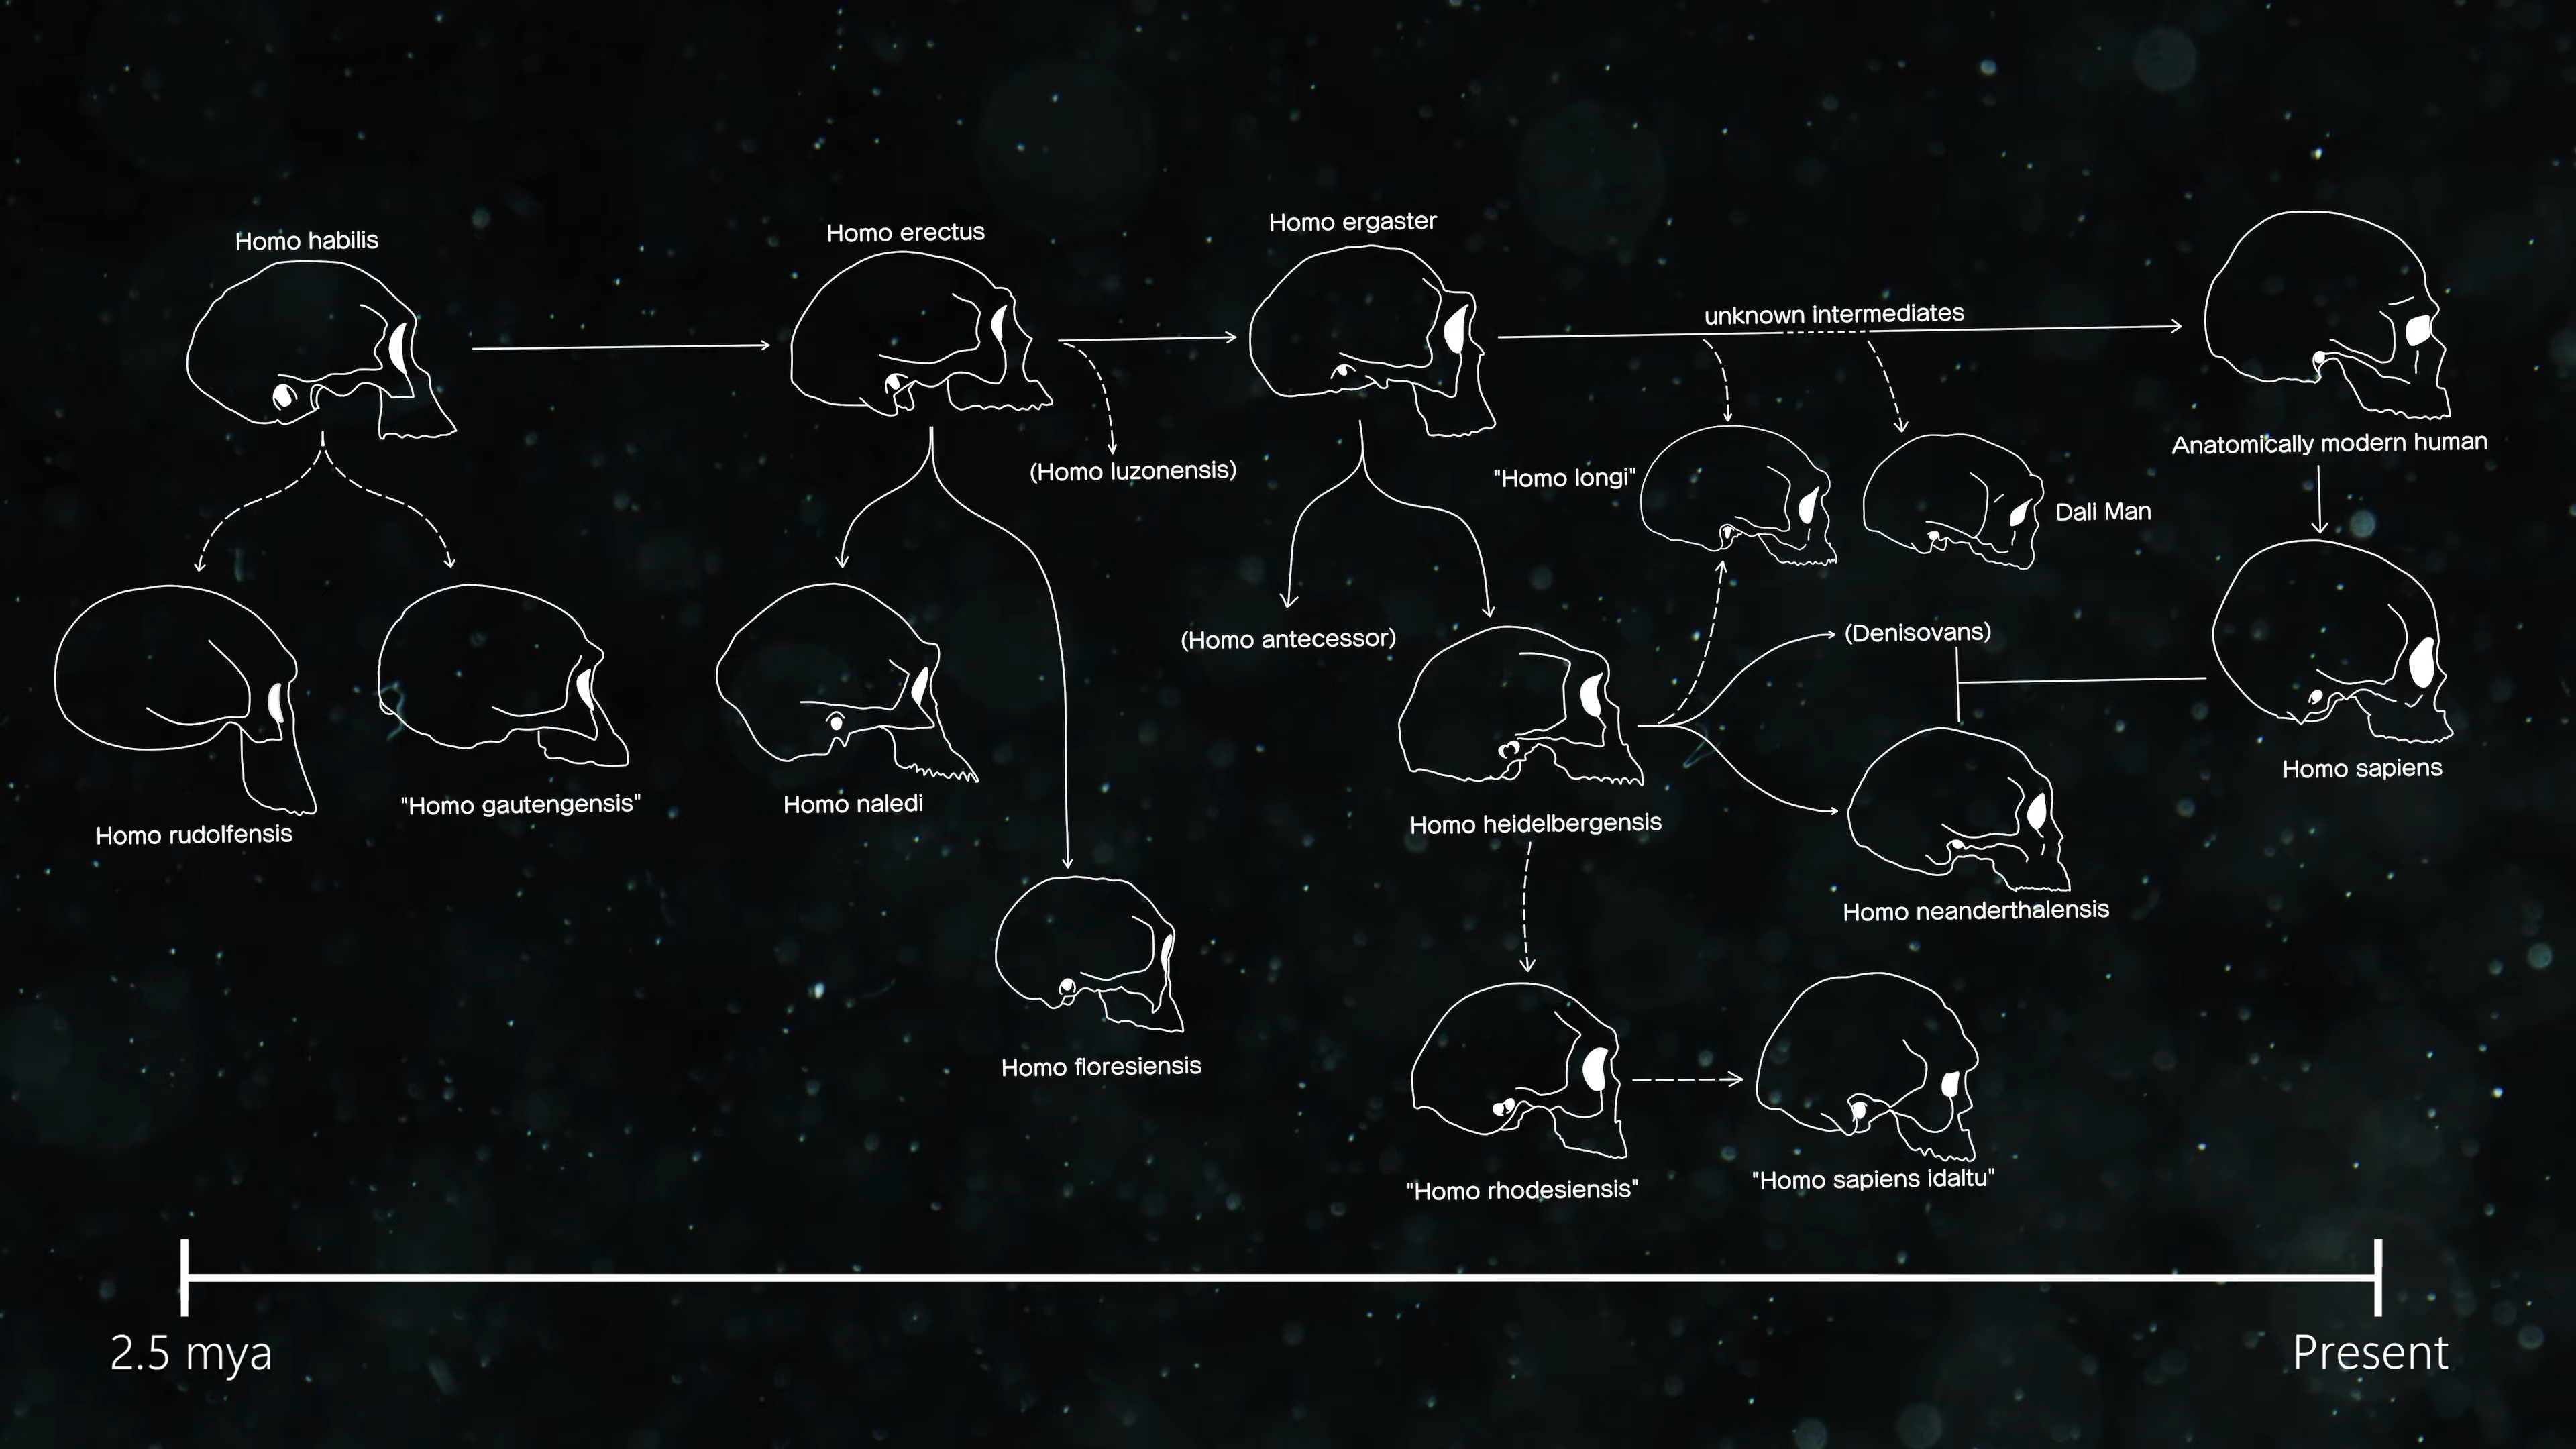 Homo habilis
Homo erectus
Homo ergaster
unknown intermediates
Anatomically modern human
(Homo luzonensis)
"Homo longi"
Dali Man
(Homo antecessor)
(Denisovans)
Homo rudolfensis
"Homo gautengensis"
Homo naledi
Homo heidelbergensis
Homo sapiens
Homo neanderthalensis
Homo floresiensis
"Homo rhodesiensis"
"Homo sapiens idaltu"
2.5 mya
Present